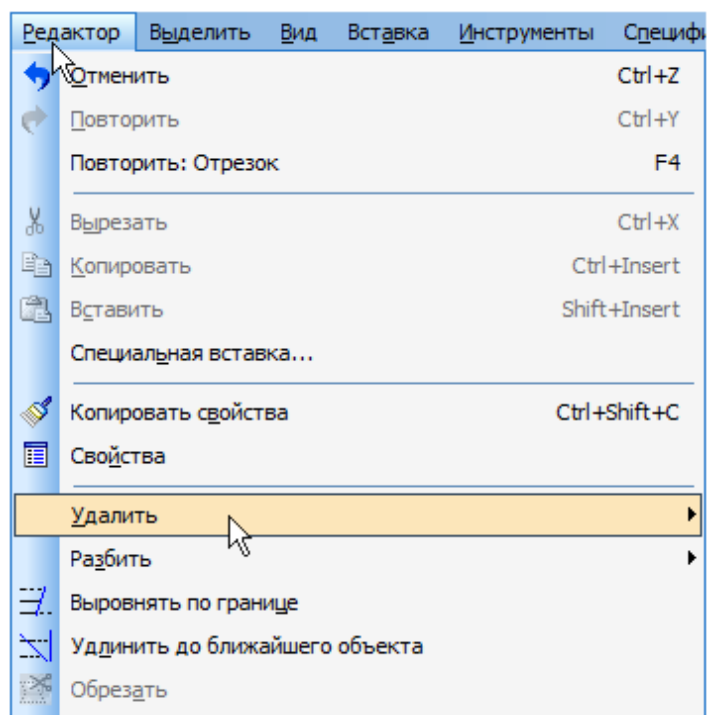 Редактор Выделить Вид Вставка Инструменты Специфи
Отменить Ctrl+Z
Повторить Ctrl+Y
Повторить: Отрезок F4
Вырезать Ctrl+X
Копировать Ctrl+Insert
Вставить Shift+Insert
Специальная вставка...
Копировать свойства Ctrl+Shift+C
Свойства
Удалить
Разбить
Выровнять по границе
Удлинить до ближайшего объекта
Обрезать